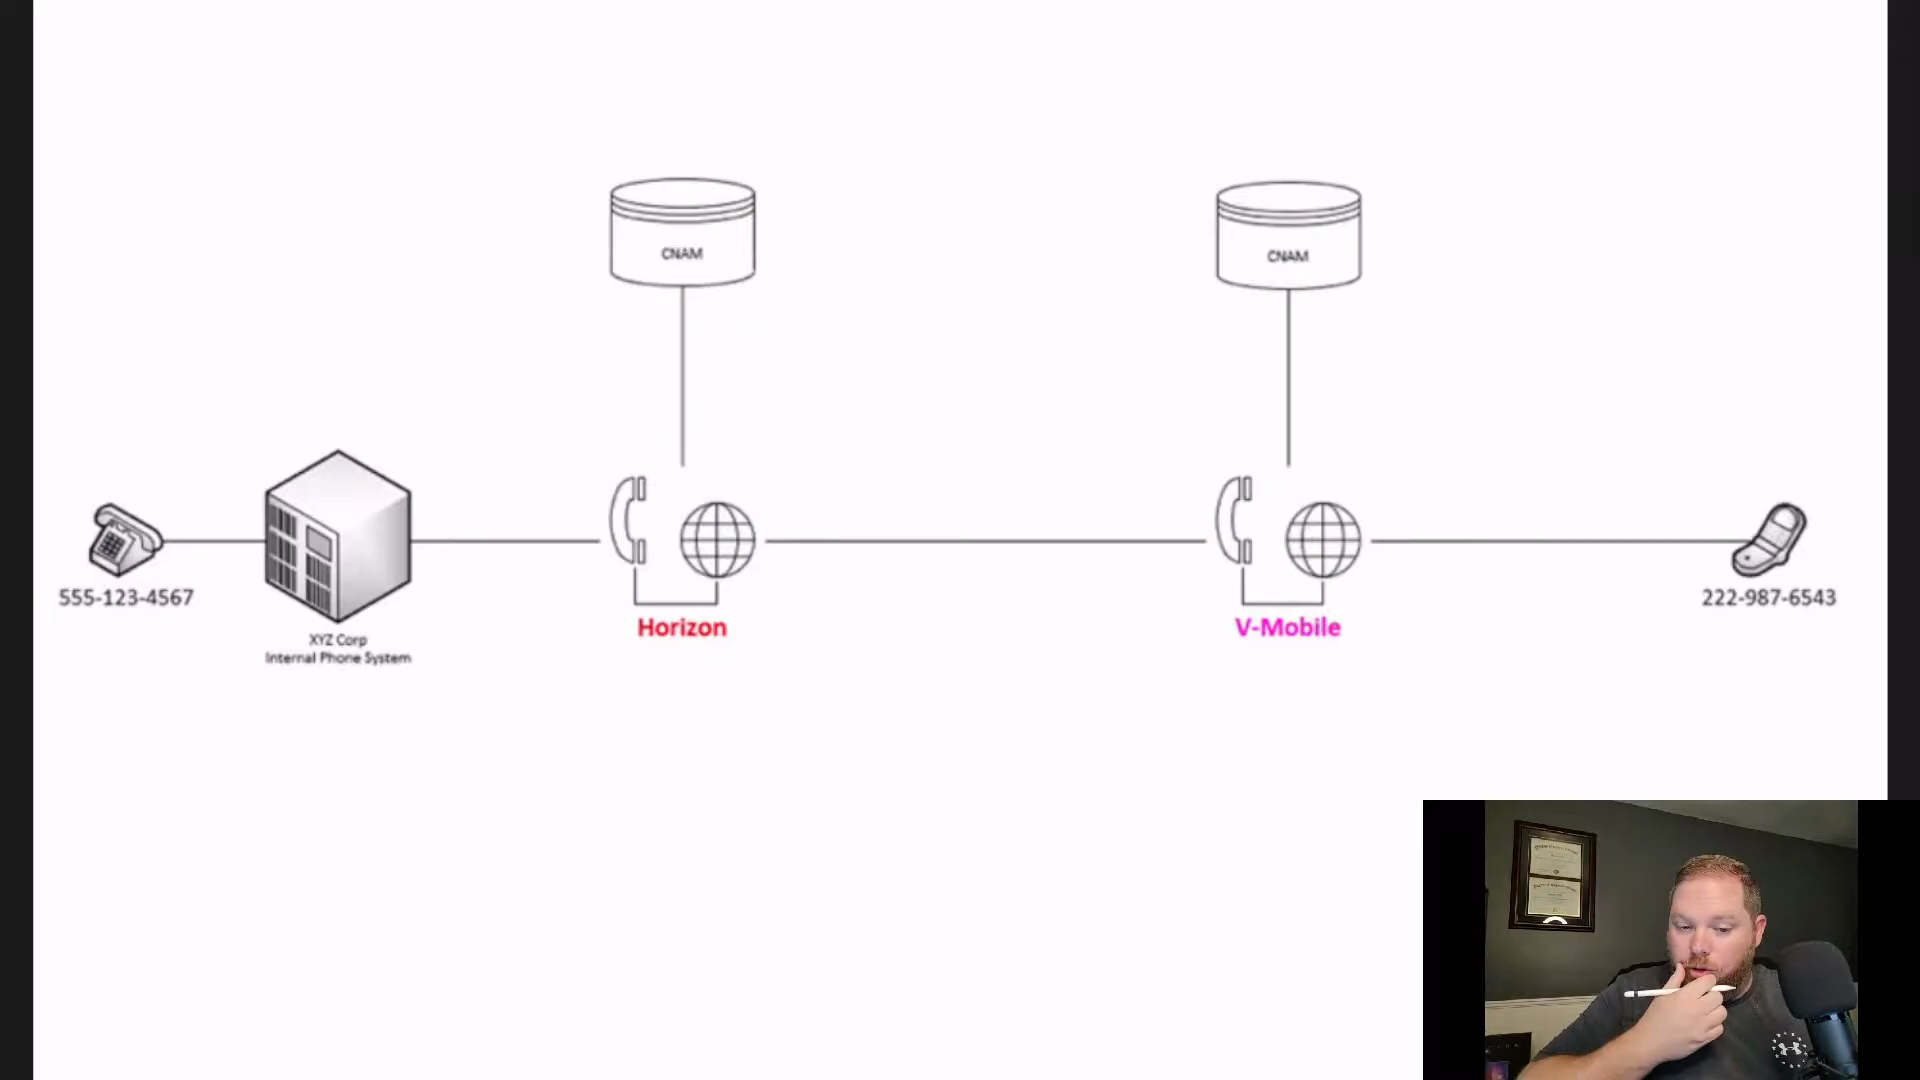 CNAM
CNAM
555-123-4567
XYZ Corp
Internal Phone System
Horizon
V-Mobile
222-987-6543